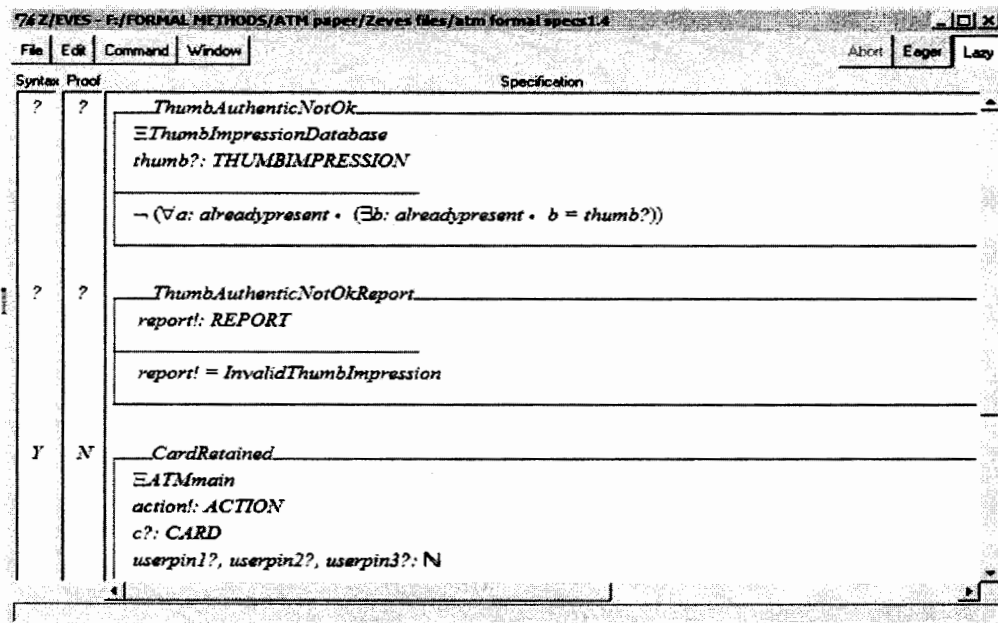 Z/EVES - F:/FORMAL METHODS/ATM paper/Zeves files/atm formal specs1.4
File Edit Command Window Abort Eager Lazy
Syntax Proof Specification
? ? ThumbAuthenticNotOk
ΞThumbImpressionDatabase
thumb?: THUMBIMPRESSION
¬ (∀a: alreadypresent • (∃b: alreadypresent • b = thumb?))
? ? ThumbAuthenticNotOkReport
report!: REPORT
report! = InvalidThumbImpression
Y N CardRetained
ΞATMmain
action!: ACTION
c?: CARD
userpin1?, userpin2?, userpin3?: ℕ